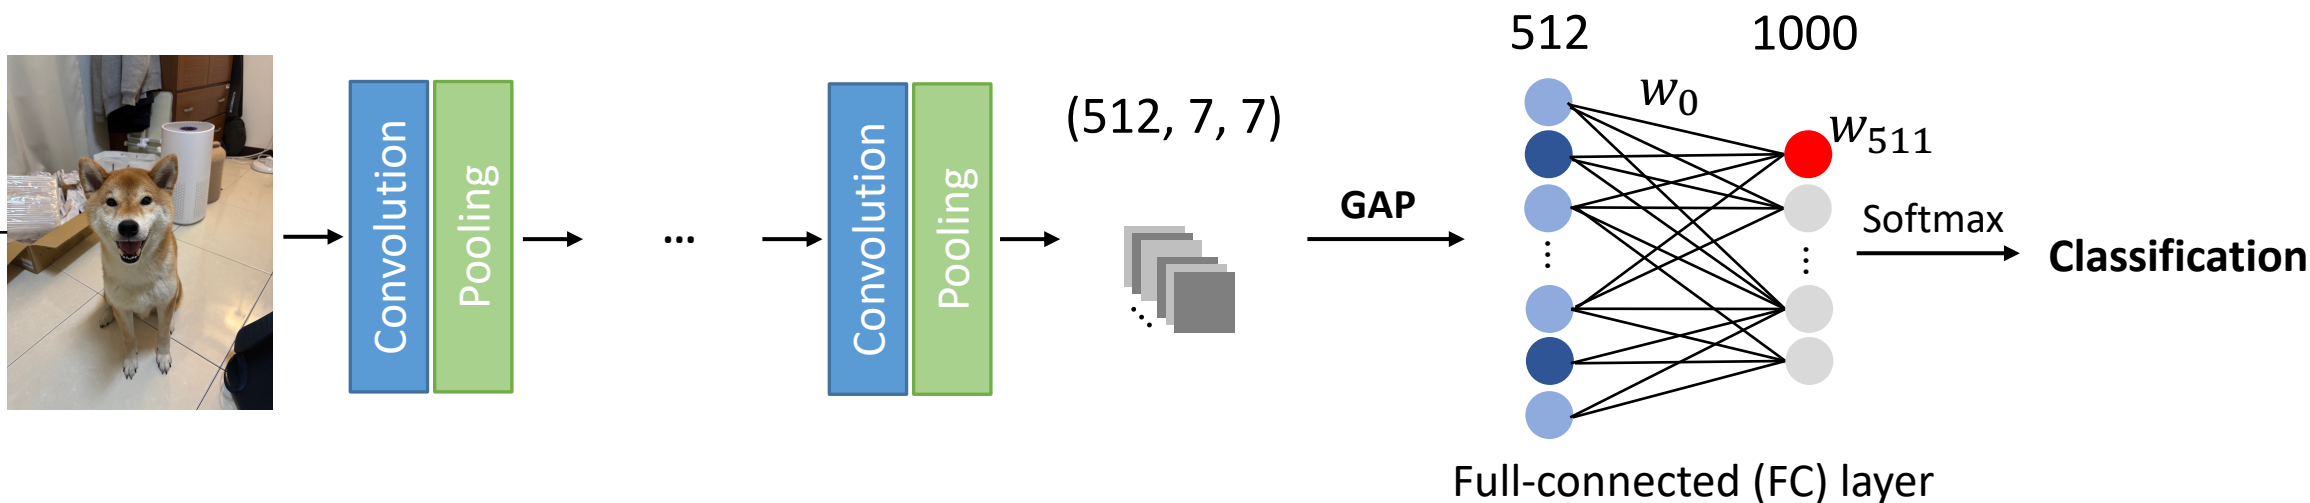 Convolution
Pooling
...
Convolution
Pooling
(512, 7, 7)
GAP
512
1000
w₀
w₅₁₁
Softmax
Classification
Full-connected (FC) layer